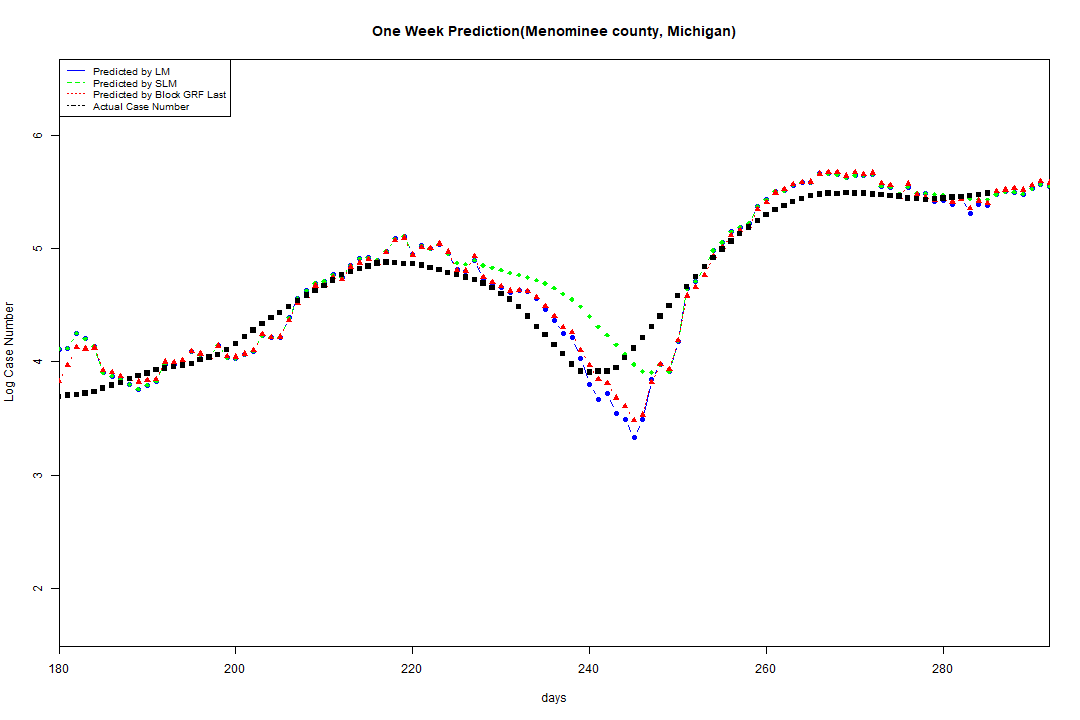 One Week Prediction(Menominee county, Michigan)
Predicted by LM
Predicted by SLM
Predicted by Block GRF Last
Actual Case Number
6
5
4
3
2
Log Case Number
180 200 220 240 260 280
days